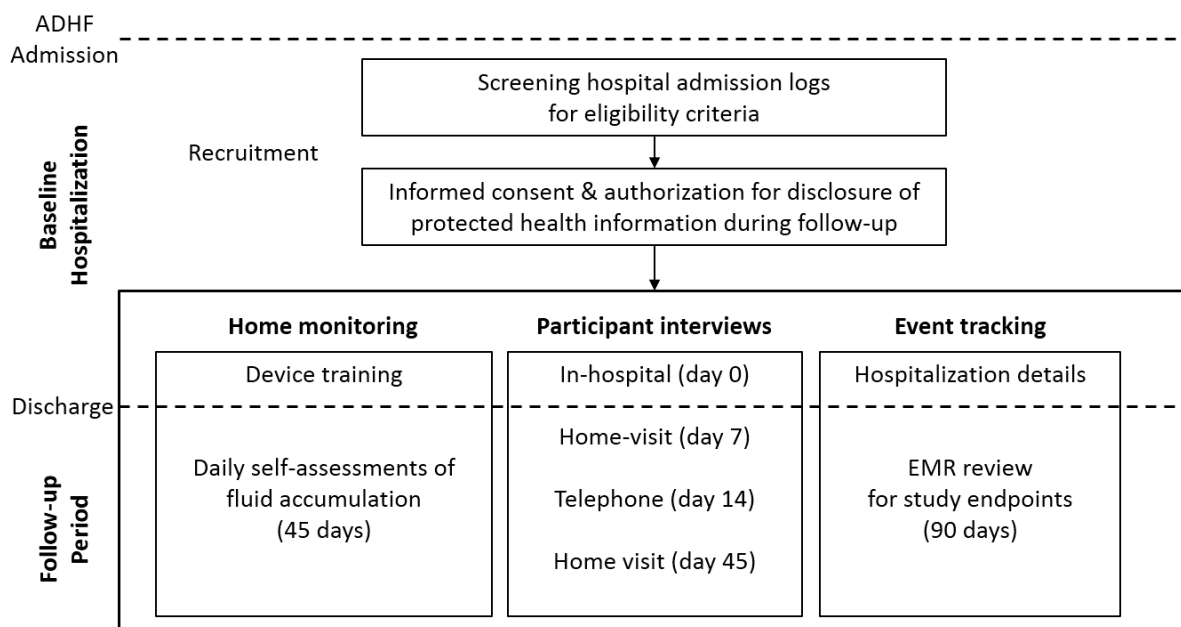 ADHF
Admission
Screening hospital admission logs
for eligibility criteria
Recruitment
Informed consent & authorization for disclosure of
protected health information during follow-up
Baseline
Hospitalization
Home monitoring
Participant interviews
Event tracking
Device training
In-hospital (day 0)
Hospitalization details
Discharge
Follow-up
Period
Daily self-assessments of
fluid accumulation
(45 days)
Home-visit (day 7)
Telephone (day 14)
Home visit (day 45)
EMR review
for study endpoints
(90 days)